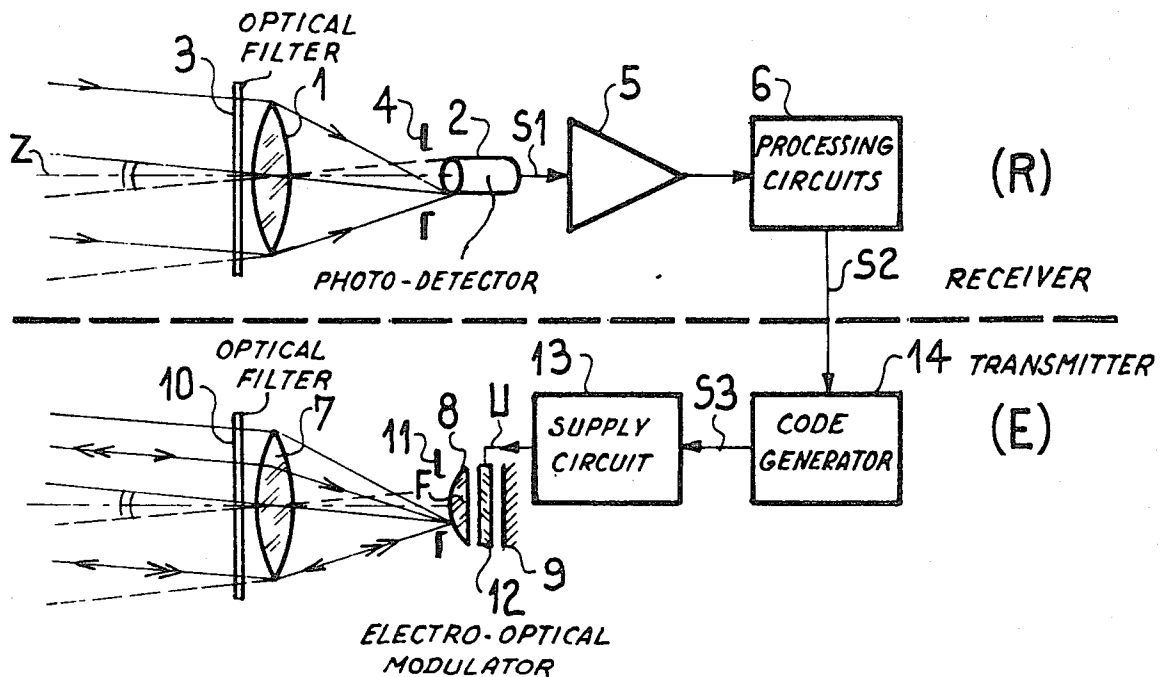 OPTICAL
FILTER
3
1
4
2
S1
5
6
Z
PROCESSING
CIRCUITS
(R)
PHOTO-DETECTOR
S2
RECEIVER
OPTICAL
FILTER
10
7
11
8
U
13
14
TRANSMITTER
F
SUPPLY
CIRCUIT
S3
CODE
GENERATOR
(E)
12
9
ELECTRO-OPTICAL
MODULATOR